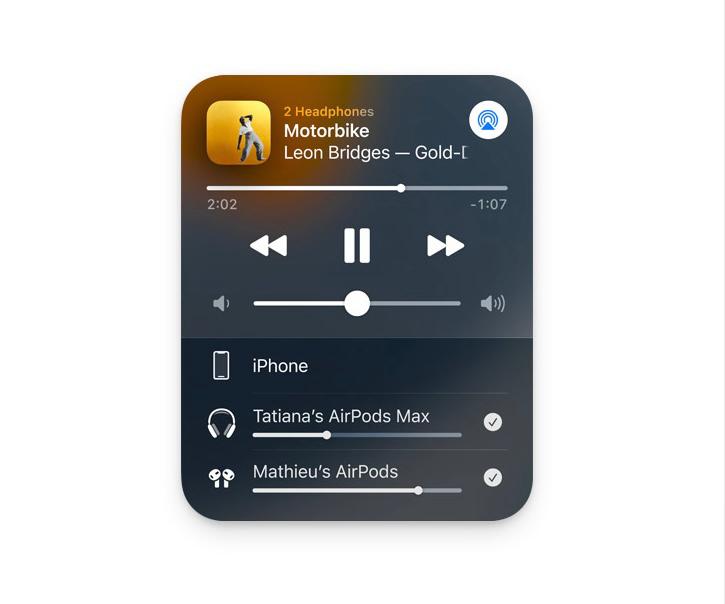 2 Headphones
Motorbike
Leon Bridges — Gold-D
2:02
-1:07
iPhone
Tatiana’s AirPods Max
Mathieu’s AirPods